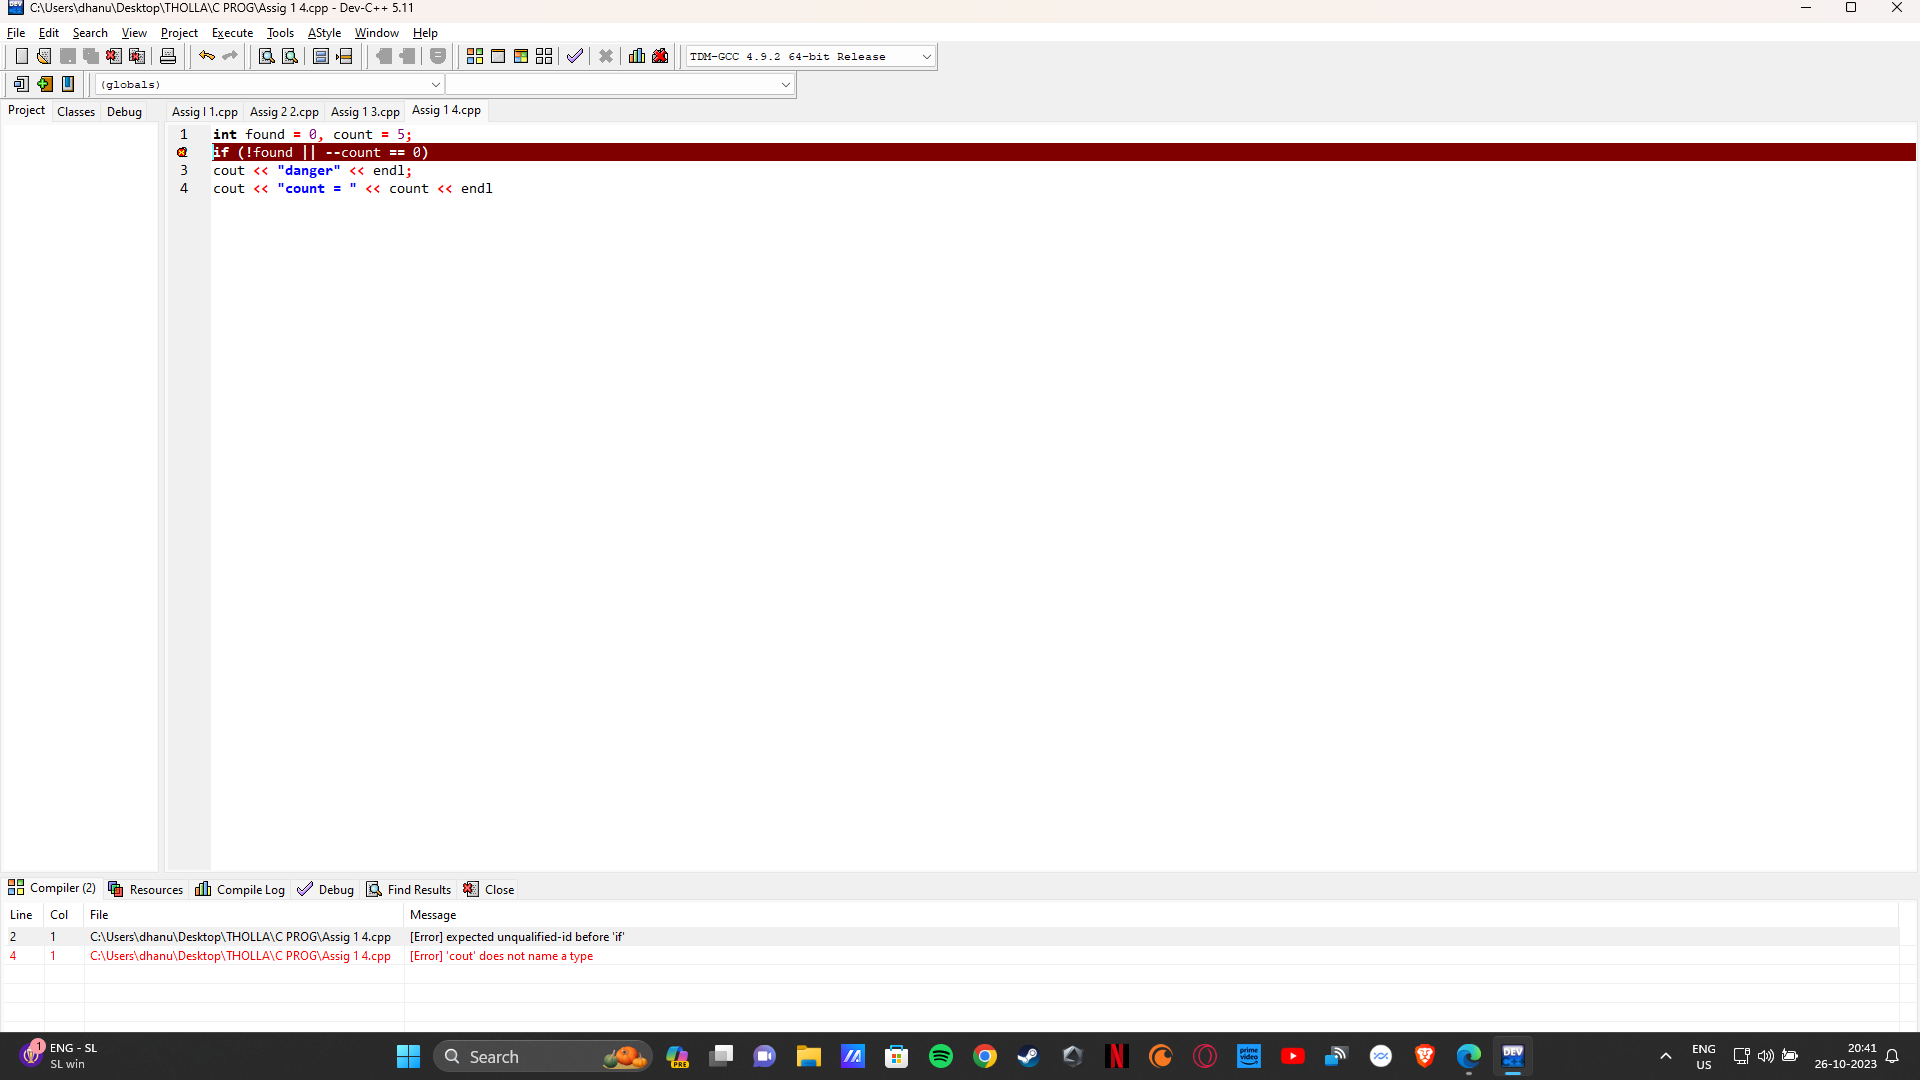 C:\Users\dhanu\Desktop\THOLLA\C PROG\Assig 1 4.cpp - Dev-C++ 5.11
File Edit Search View Project Execute Tools AStyle Window Help
TDM-GCC 4.9.2 64-bit Release
(globals)
Project Classes Debug Assig I 1.cpp Assig 2 2.cpp Assig 1 3.cpp Assig 1 4.cpp
1 int found = 0, count = 5;
if (!found || --count == 0)
3 cout << "danger" << endl;
4 cout << "count = " << count << endl
Compiler (2) Resources Compile Log Debug Find Results Close
Line Col File Message
2 1 C:\Users\dhanu\Desktop\THOLLA\C PROG\Assig 1 4.cpp [Error] expected unqualified-id before 'if'
4 1 C:\Users\dhanu\Desktop\THOLLA\C PROG\Assig 1 4.cpp [Error] 'cout' does not name a type
1 ENG - SL
SL win
Search
PRE
prime video
DEV
ENG
US
20:41
26-10-2023